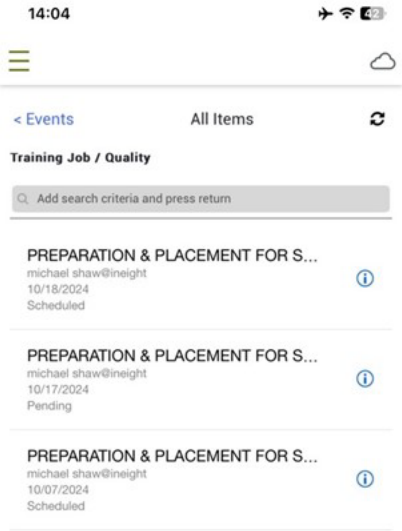 14:04
42
< Events
All Items
Training Job / Quality
Add search criteria and press return
PREPARATION & PLACEMENT FOR S...
michael shaw@ineight
10/18/2024
Scheduled
PREPARATION & PLACEMENT FOR S...
michael shaw@ineight
10/17/2024
Pending
PREPARATION & PLACEMENT FOR S...
michael shaw@ineight
10/07/2024
Scheduled